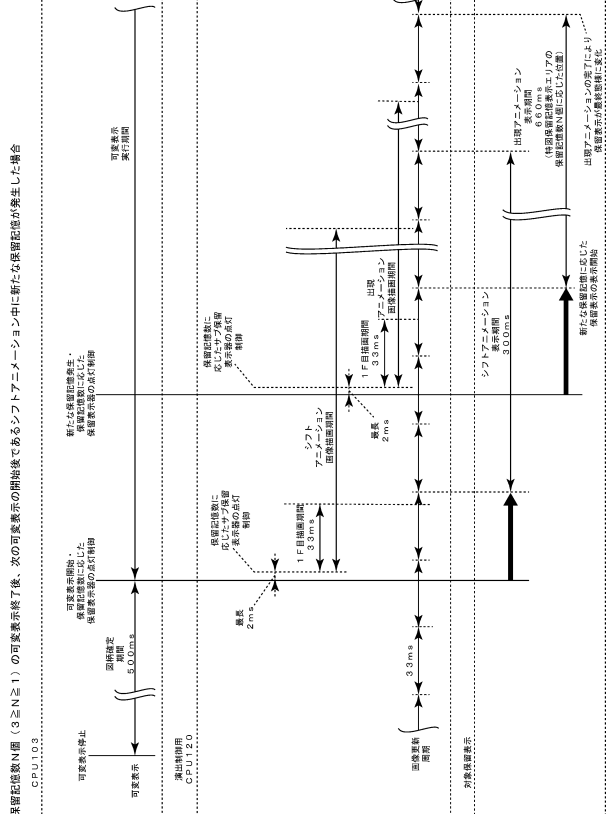 保留記憶数N個（3≧N≧1）の可変表示終了後、次の可変表示の開始後であるシフトアニメーション中に新たな保留記憶が発生した場合
CPU103
可変表示停止
可変表示開始・
保留記憶数に応じた
保留表示器の点灯制御
新たな保留記憶発生・
保留記憶数に応じた
保留表示器の点灯制御
可変表示
図柄確定
期間
500ms
可変表示
実行期間
演出制御用
CPU120
最長
2ms
保留記憶数に
応じたサブ保留
表示器の点灯
制御
1F目描画期間
33ms
シフト
アニメーション
画像描画期間
最長
2ms
保留記憶数に
応じたサブ保留
表示器の点灯
制御
1F目描画期間
33ms
出現
アニメーション
画像描画期間
画像更新
周期
33ms
対象保留表示
シフトアニメーション
表示期間
300ms
出現アニメーション
表示期間
660ms
（特図保留記憶表示エリアの
保留記憶数N個に応じた位置）
新たな保留記憶に応じた
保留表示の表示開始
出現アニメーションの完了により
保留表示が最終態様に変化